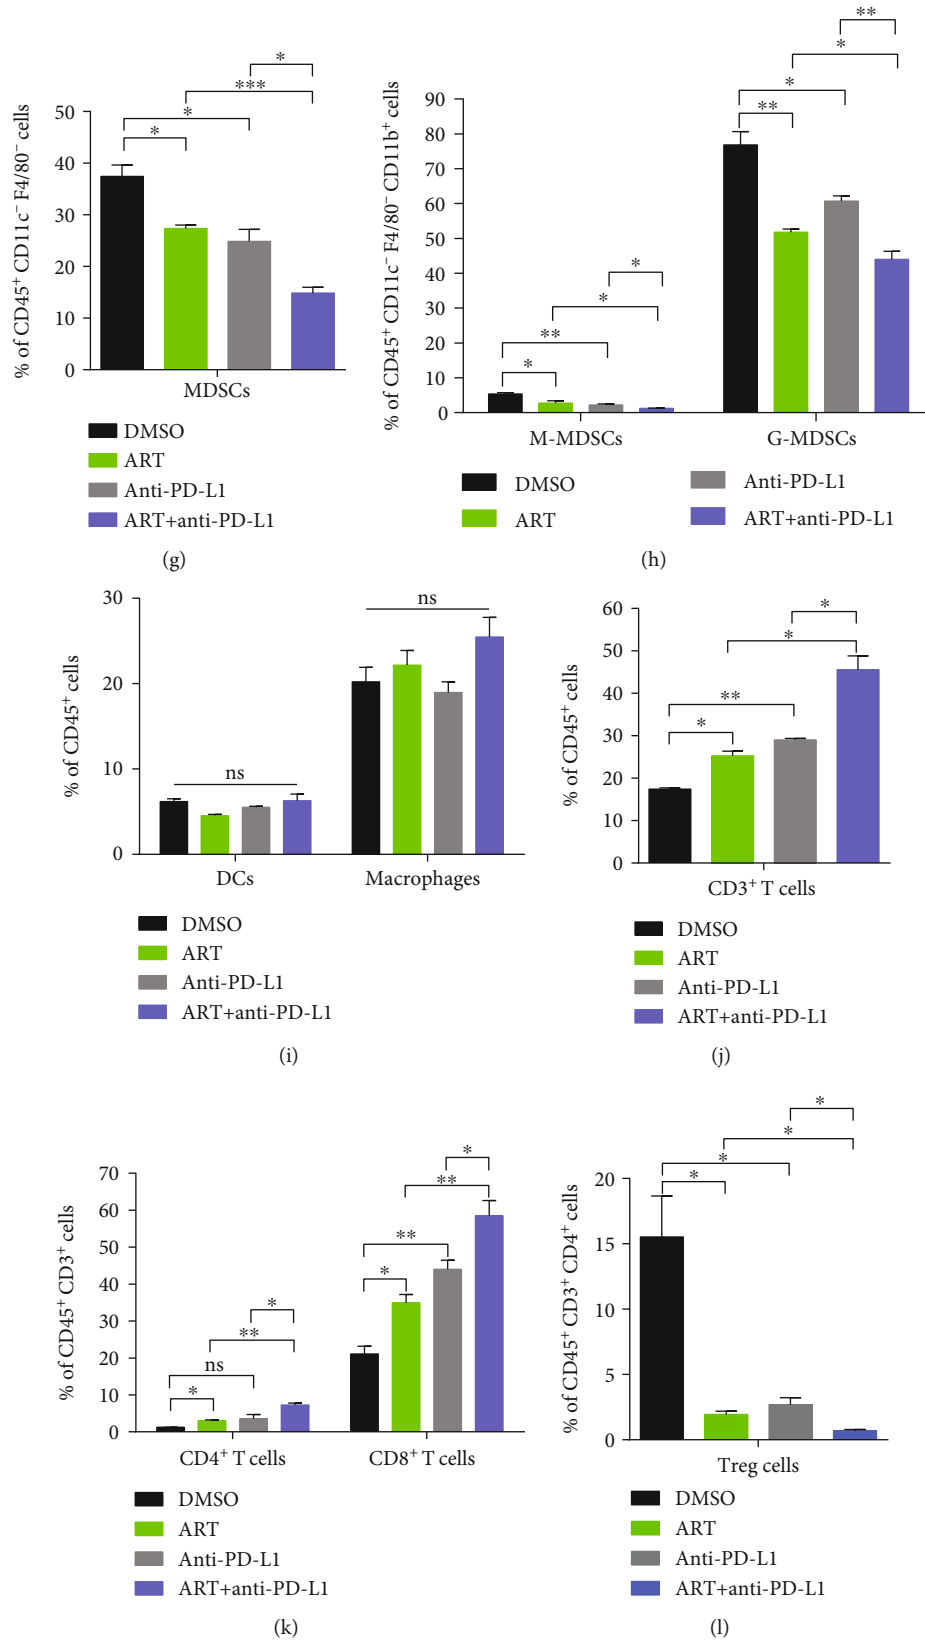 *
***
*
*
% of CD45⁺ CD11c⁻ F4/80⁻ cells
50
40
30
20
10
0
MDSCs
DMSO
ART
Anti-PD-L1
ART+anti-PD-L1
(g)
**
*
*
**
*
*
**
*
% of CD45⁺ CD11c⁻ F4/80⁻ CD11b⁺ cells
90
80
70
60
50
40
30
20
10
0
M-MDSCs G-MDSCs
DMSO
ART
Anti-PD-L1
ART+anti-PD-L1
(h)
% of CD45⁺ cells
30
20
10
0
ns
ns
DCs Macrophages
DMSO
ART
Anti-PD-L1
ART+anti-PD-L1
(i)
*
*
**
*
% of CD45⁺ cells
60
50
40
30
20
10
0
CD3⁺ T cells
DMSO
ART
Anti-PD-L1
ART+anti-PD-L1
(j)
*
**
**
*
*
**
ns
*
% of CD45⁺ CD3⁺ cells
70
60
50
40
30
20
10
0
CD4⁺ T cells CD8⁺ T cells
DMSO
ART
Anti-PD-L1
ART+anti-PD-L1
(k)
*
*
*
*
% of CD45⁺ CD3⁺ CD4⁺ cells
20
15
10
5
0
Treg cells
DMSO
ART
Anti-PD-L1
ART+anti-PD-L1
(l)